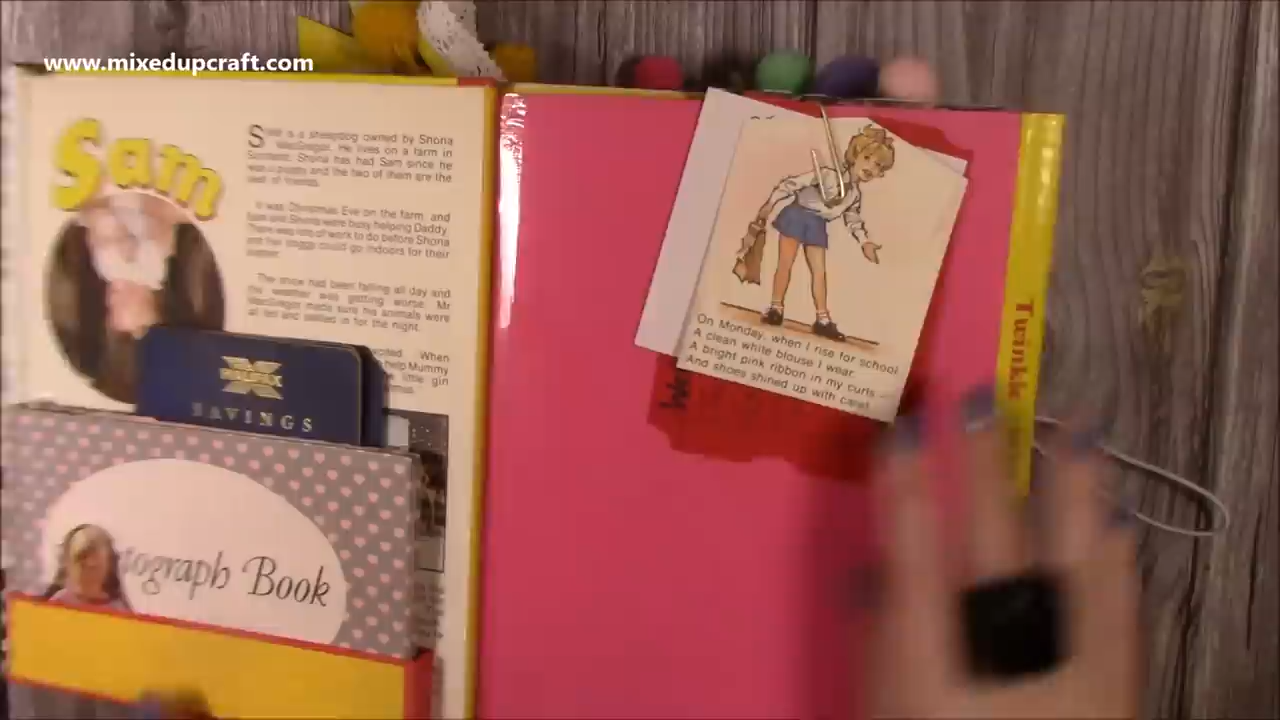 www.mixedupcraft.com
Sam
is a sheepdog owned by Shona
MacGregor. He lives on a farm in
Scotland. Shona has had Sam since he
was a puppy and the two of them are the
best of friends.
It was Christmas Eve on the farm, and
Sam and Shona were busy helping Daddy.
There was lots of work to do before Shona
and her doggy could go indoors for their
The snow had been falling all day and
the weather was getting worse. Mr
MacGregor made sure his animals were
all fed and settled in for the night.
When
help Mummy
little girl
SAVINGS
tograph Book
On Monday, when I rise for school
A clean white blouse I wear.
A bright pink ribbon in my curls –
And shoes shined up with care!
Twinkle